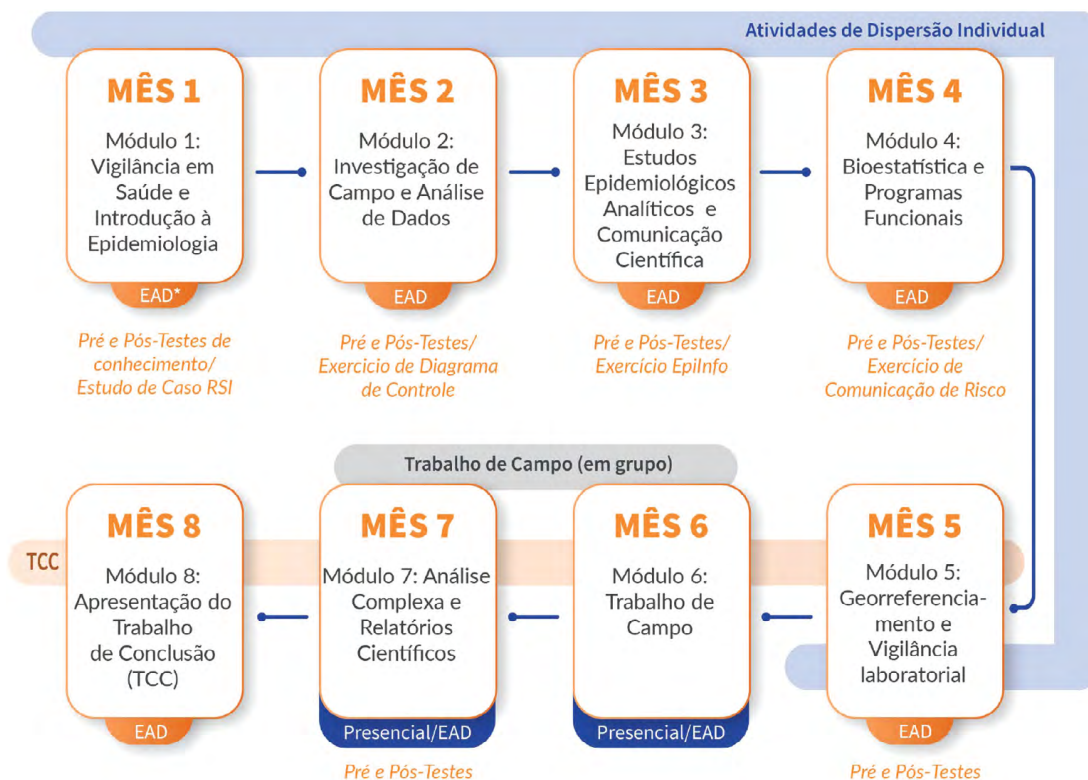 Atividades de Dispersão Individual
MÊS 1
Módulo 1:
Vigilância em
Saúde e
Introdução à
Epidemiologia
EAD*
Pré e Pós-Testes de
conhecimento/
Estudo de Caso RSI
MÊS 2
Módulo 2:
Investigação de
Campo e Análise
de Dados
EAD
Pré e Pós-Testes/
Exercicio de Diagrama
de Controle
MÊS 3
Módulo 3:
Estudos
Epidemiológicos
Analíticos e
Comunicação
Científica
EAD
Pré e Pós-Testes/
Exercício EpiInfo
MÊS 4
Módulo 4:
Bioestatística e
Programas
Funcionais
EAD
Pré e Pós-Testes/
Exercício de
Comunicação de Risco
Trabalho de Campo (em grupo)
TCC
MÊS 8
Módulo 8:
Apresentação do
Trabalho
de Conclusão
(TCC)
EAD
MÊS 7
Módulo 7: Análise
Complexa e
Relatórios
Científicos
Presencial/EAD
Pré e Pós-Testes
MÊS 6
Módulo 6:
Trabalho de
Campo
Presencial/EAD
MÊS 5
Módulo 5:
Georreferencia-
mento e
Vigilância
laboratorial
EAD
Pré e Pós-Testes